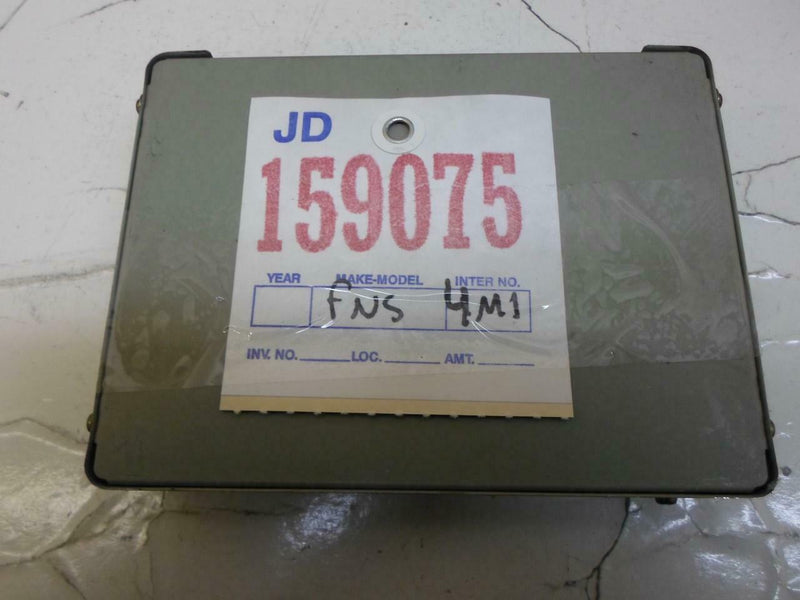 JD
159075
YEAR MAKE-MODEL INTER NO.
FNS 4M1
INV. NO. LOC. AMT.